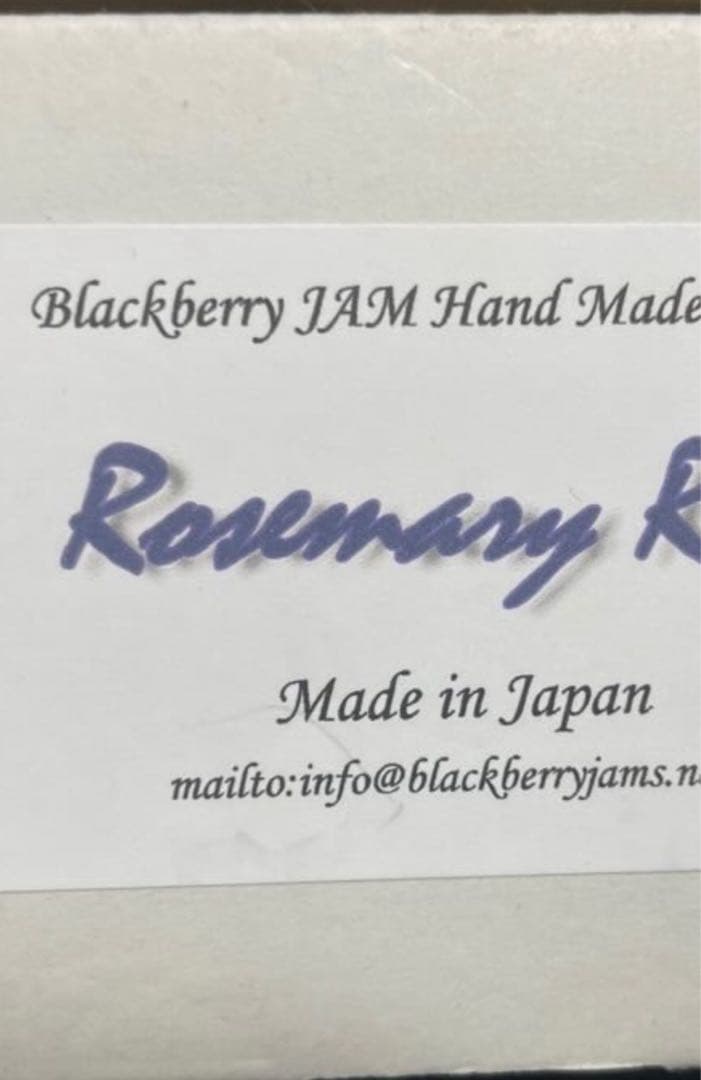 Blackberry JAM Hand Made
Rosemary R
Made in Japan
mailto:info@blackberryjams.n